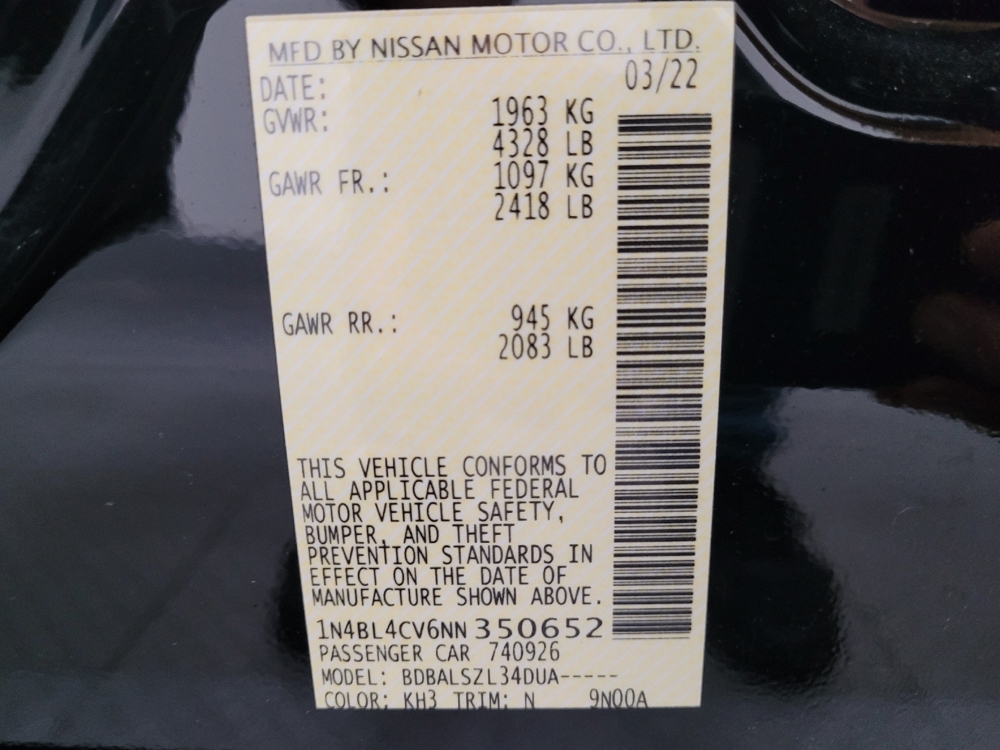 MFD BY NISSAN MOTOR CO., LTD.
DATE: 03/22
GVWR: 1963 KG
4328 LB
GAWR FR.: 1097 KG
2418 LB
GAWR RR.: 945 KG
2083 LB
THIS VEHICLE CONFORMS TO
ALL APPLICABLE FEDERAL
MOTOR VEHICLE SAFETY,
BUMPER, AND THEFT
PREVENTION STANDARDS IN
EFFECT ON THE DATE OF
MANUFACTURE SHOWN ABOVE.
1N4BL4CV6NN350652
PASSENGER CAR 740926
MODEL: BDBALSZL34DUA-----
COLOR: KH3 TRIM: N 9N00A